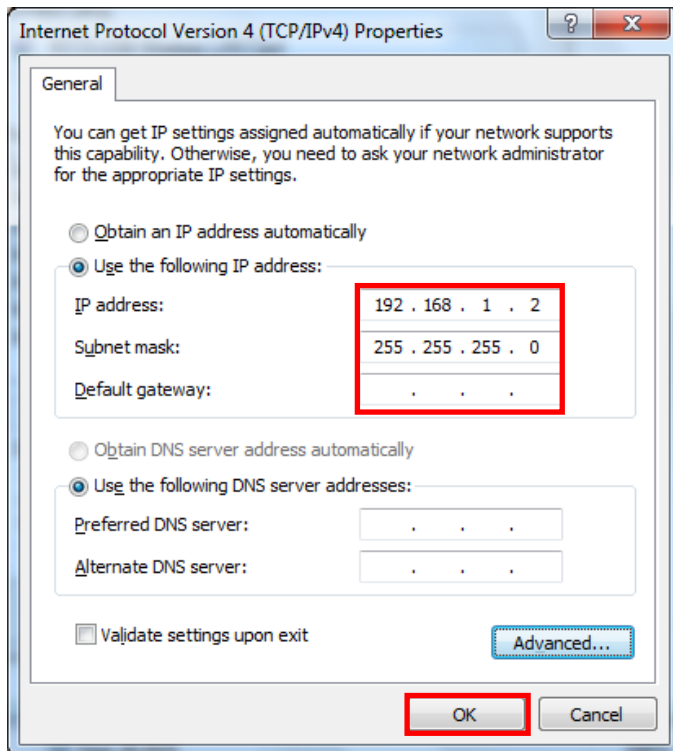 Internet Protocol Version 4 (TCP/IPv4) Properties
?
X
General
You can get IP settings assigned automatically if your network supports
this capability. Otherwise, you need to ask your network administrator
for the appropriate IP settings.
Obtain an IP address automatically
Use the following IP address:
IP address: 192 . 168 . 1 . 2
Subnet mask: 255 . 255 . 255 . 0
Default gateway: . . .
Obtain DNS server address automatically
Use the following DNS server addresses:
Preferred DNS server: . . .
Alternate DNS server: . . .
Validate settings upon exit
Advanced...
OK Cancel